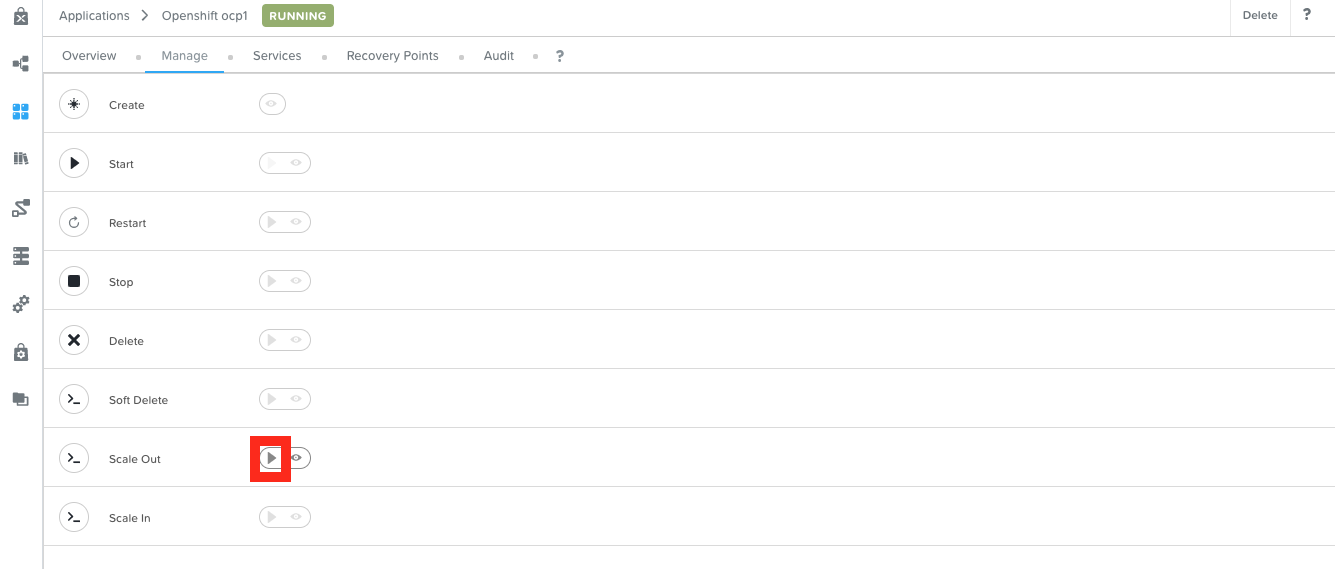 Applications Openshift ocp1 RUNNING Delete ?
Overview Manage Services Recovery Points Audit ?
Create
Start
Restart
Stop
Delete
Soft Delete
Scale Out
Scale In